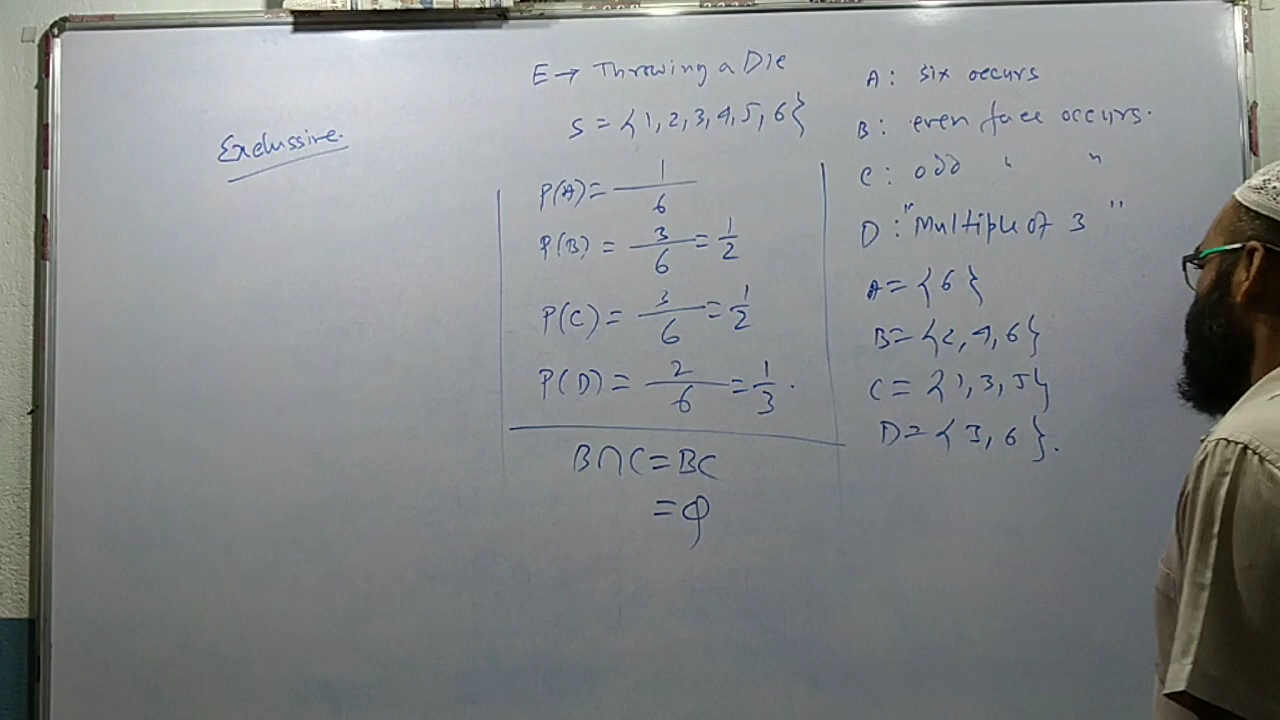 Exclussive.
E → Throwing a Die
S = {1, 2, 3, 4, 5, 6}
P(A) = 1/6
P(B) = 3/6 = 1/2
P(C) = 3/6 = 1/2
P(D) = 2/6 = 1/3.
B∩C = BC
= φ
A: six occurs
B: even face occurs.
C: odd " "
D: "Multiple of 3"
A = {6}
B = {2, 4, 6}
C = {1, 3, 5}
D = {3, 6}.